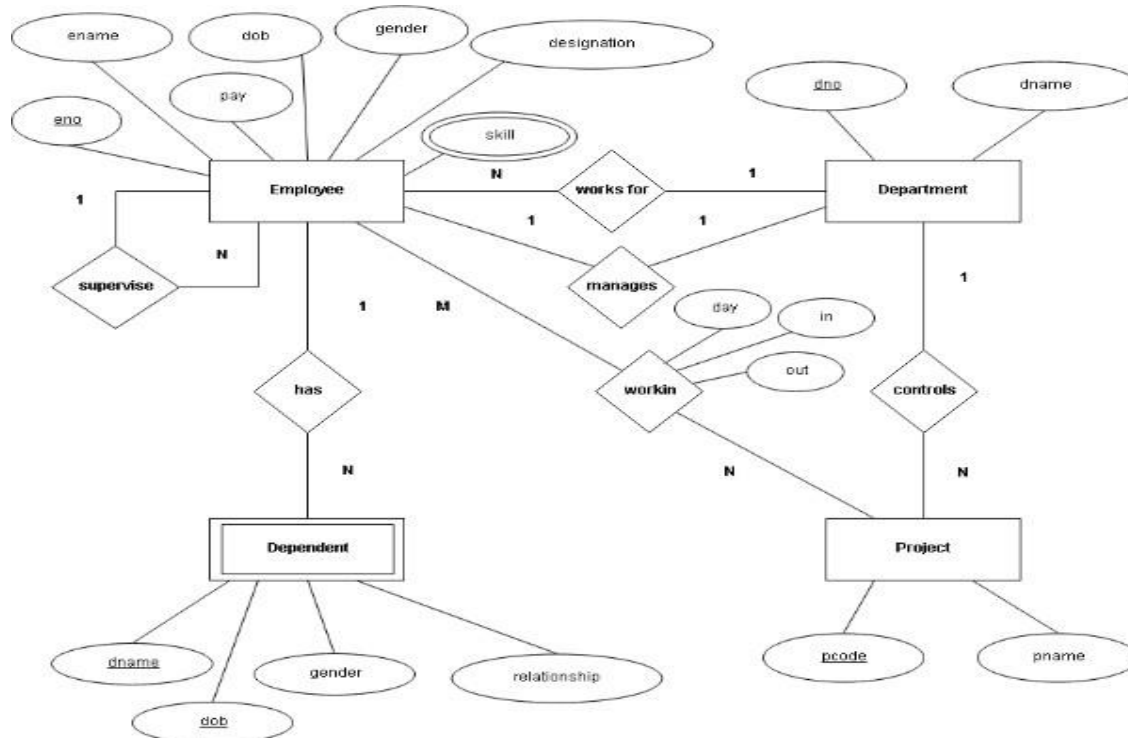 ename
dob
gender
designation
dno
dname
eno
pay
skill
Employee
N
works for
1
Department
1
N
supervise
1
1
manages
1
1
M
day
in
out
has
workin
controls
N
N
N
Dependent
Project
dname
gender
relationship
dob
pcode
pname